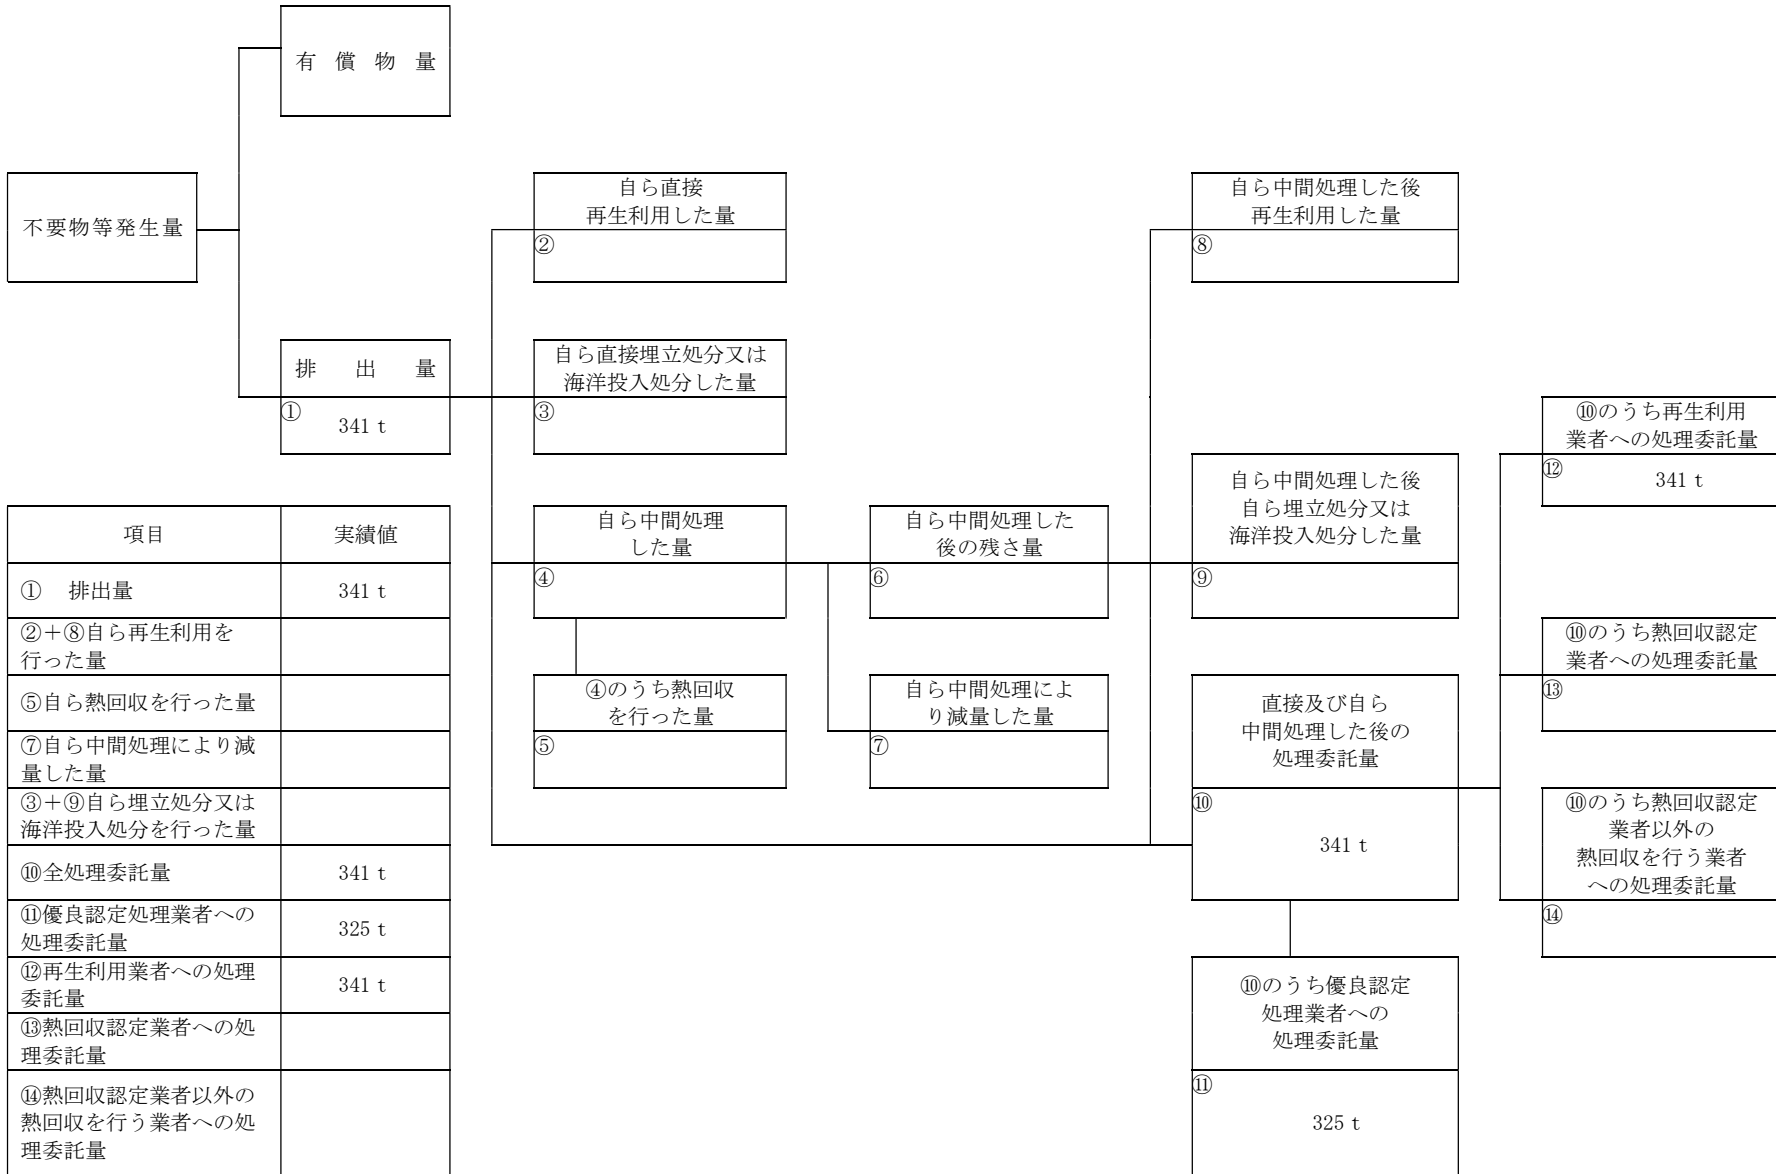 有償物量
不要物等発生量
自ら直接
再生利用した量
②
自ら中間処理した後
再生利用した量
⑧
排出量
①
341 t
自ら直接埋立処分又は
海洋投入処分した量
③
⑩のうち再生利用
業者への処理委託量
⑫
341 t
自ら中間処理した後
自ら埋立処分又は
海洋投入処分した量
⑨
自ら中間処理
した量
④
自ら中間処理した
後の残さ量
⑥
⑩のうち熱回収認定
業者への処理委託量
⑬
④のうち熱回収
を行った量
⑤
自ら中間処理によ
り減量した量
⑦
直接及び自ら
中間処理した後の
処理委託量
⑩
341 t
⑩のうち熱回収認定
業者以外の
熱回収を行う業者
への処理委託量
⑭
⑩のうち優良認定
処理業者への
処理委託量
⑪
325 t
項目 実績値
① 排出量 341 t
②＋⑧自ら再生利用を
行った量
⑤自ら熱回収を行った量
⑦自ら中間処理により減
量した量
③＋⑨自ら埋立処分又は
海洋投入処分を行った量
⑩全処理委託量 341 t
⑪優良認定処理業者への
処理委託量 325 t
⑫再生利用業者への処理
委託量 341 t
⑬熱回収認定業者への処
理委託量
⑭熱回収認定業者以外の
熱回収を行う業者への処
理委託量